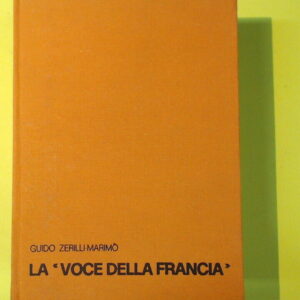 GUIDO ZERILLI-MARIMÒ
LA "VOCE DELLA FRANCIA"